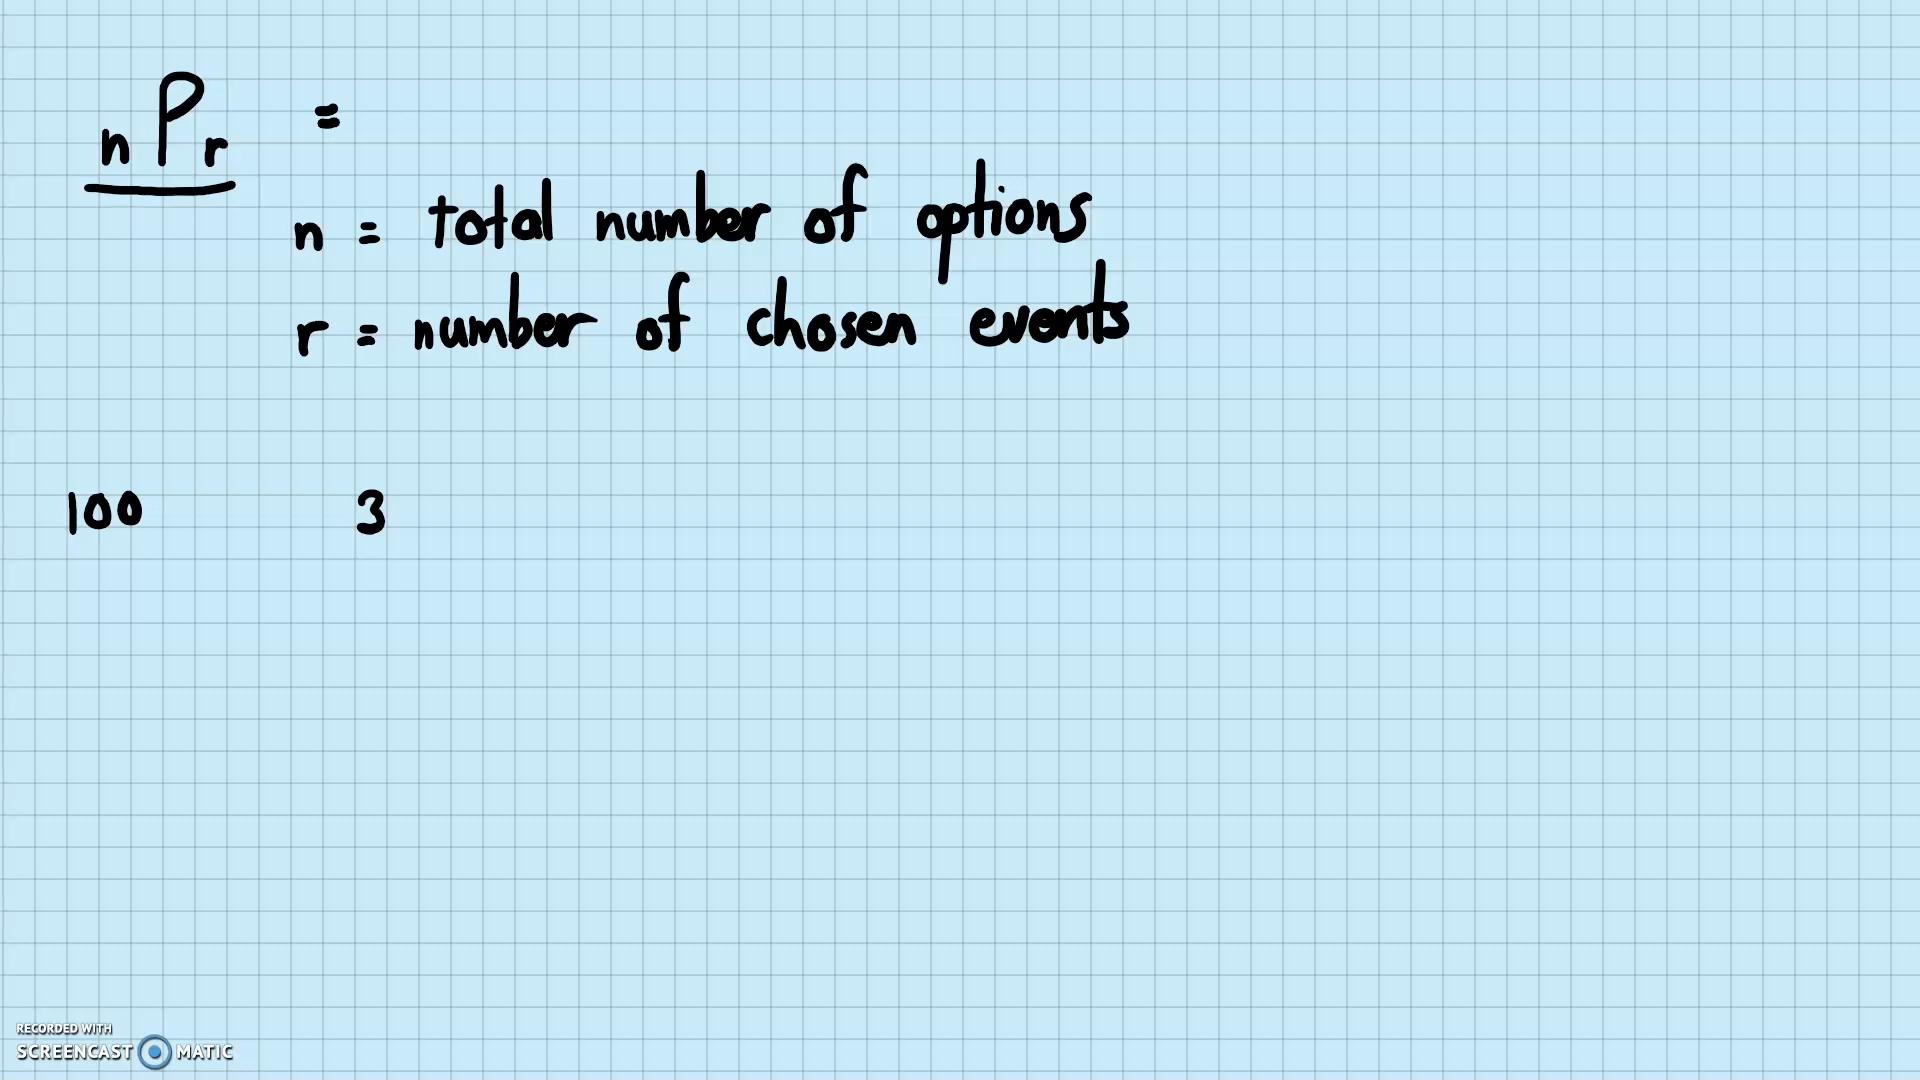 nPr =
n = total number of options
r = number of chosen events
100 3
RECORDED WITH
SCREENCAST MATIC